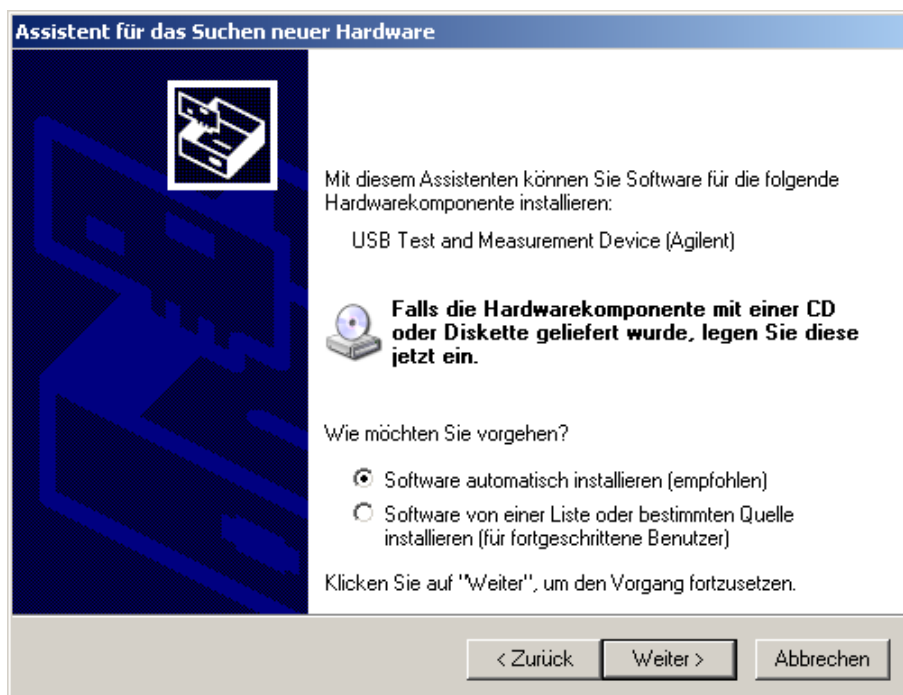 Assistent für das Suchen neuer Hardware
Mit diesem Assistenten können Sie Software für die folgende
Hardwarekomponente installieren:
USB Test and Measurement Device (Agilent)
Falls die Hardwarekomponente mit einer CD
oder Diskette geliefert wurde, legen Sie diese
jetzt ein.
Wie möchten Sie vorgehen?
Software automatisch installieren (empfohlen)
Software von einer Liste oder bestimmten Quelle
installieren (für fortgeschrittene Benutzer)
Klicken Sie auf "Weiter", um den Vorgang fortzusetzen.
< Zurück Weiter > Abbrechen